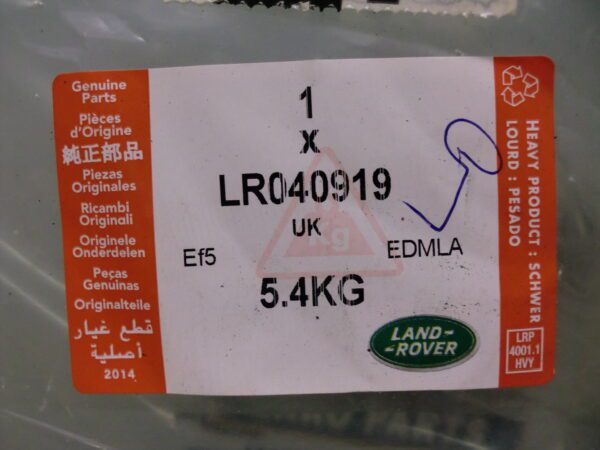 Genuine
Parts
Pièces
d'Origine
純正部品
Piezas
Originales
Ricambi
Originali
Originele
Onderdelen
Peças
Genuinas
Originalteile
قطع غيار
أصلية
2014
1
X
LR040919
UK
Kg
Ef5
EDMLA
5.4KG
LAND-
-ROVER
HEAVY PRODUCT : SCHWER
LOURD : PESADO
LRP
4001.1
HVY